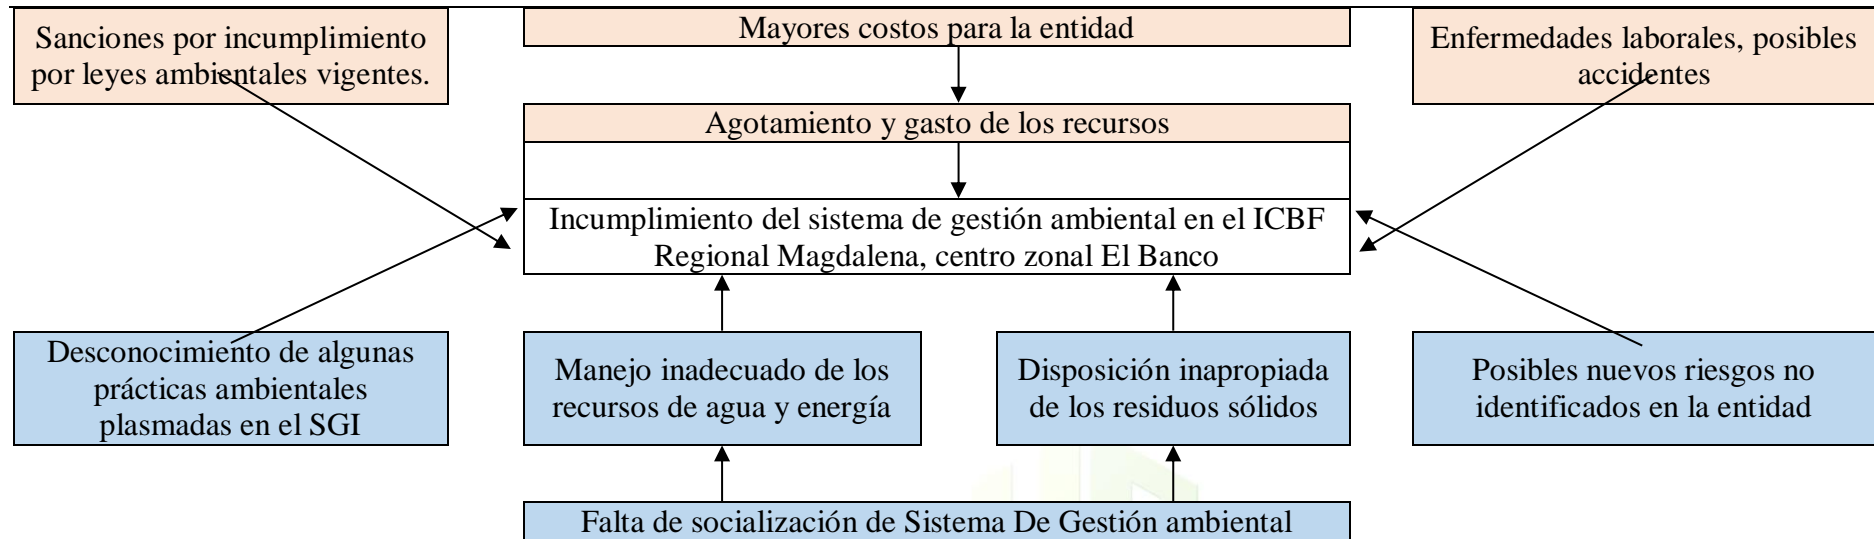 Sanciones por incumplimiento
por leyes ambientales vigentes.
Mayores costos para la entidad
Enfermedades laborales, posibles
accidentes
Agotamiento y gasto de los recursos
Incumplimiento del sistema de gestión ambiental en el ICBF
Regional Magdalena, centro zonal El Banco
Desconocimiento de algunas
prácticas ambientales
plasmadas en el SGI
Manejo inadecuado de los
recursos de agua y energía
Disposición inapropiada
de los residuos sólidos
Posibles nuevos riesgos no
identificados en la entidad
Falta de socialización de Sistema De Gestión ambiental